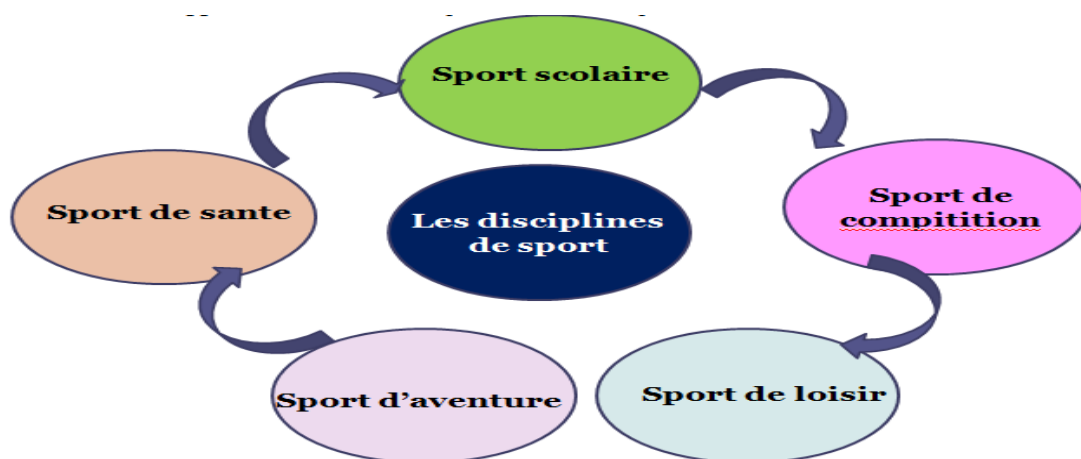 Sport scolaire
Sport de sante
Les disciplines
de sport
Sport de
compitition
Sport d’aventure
Sport de loisir